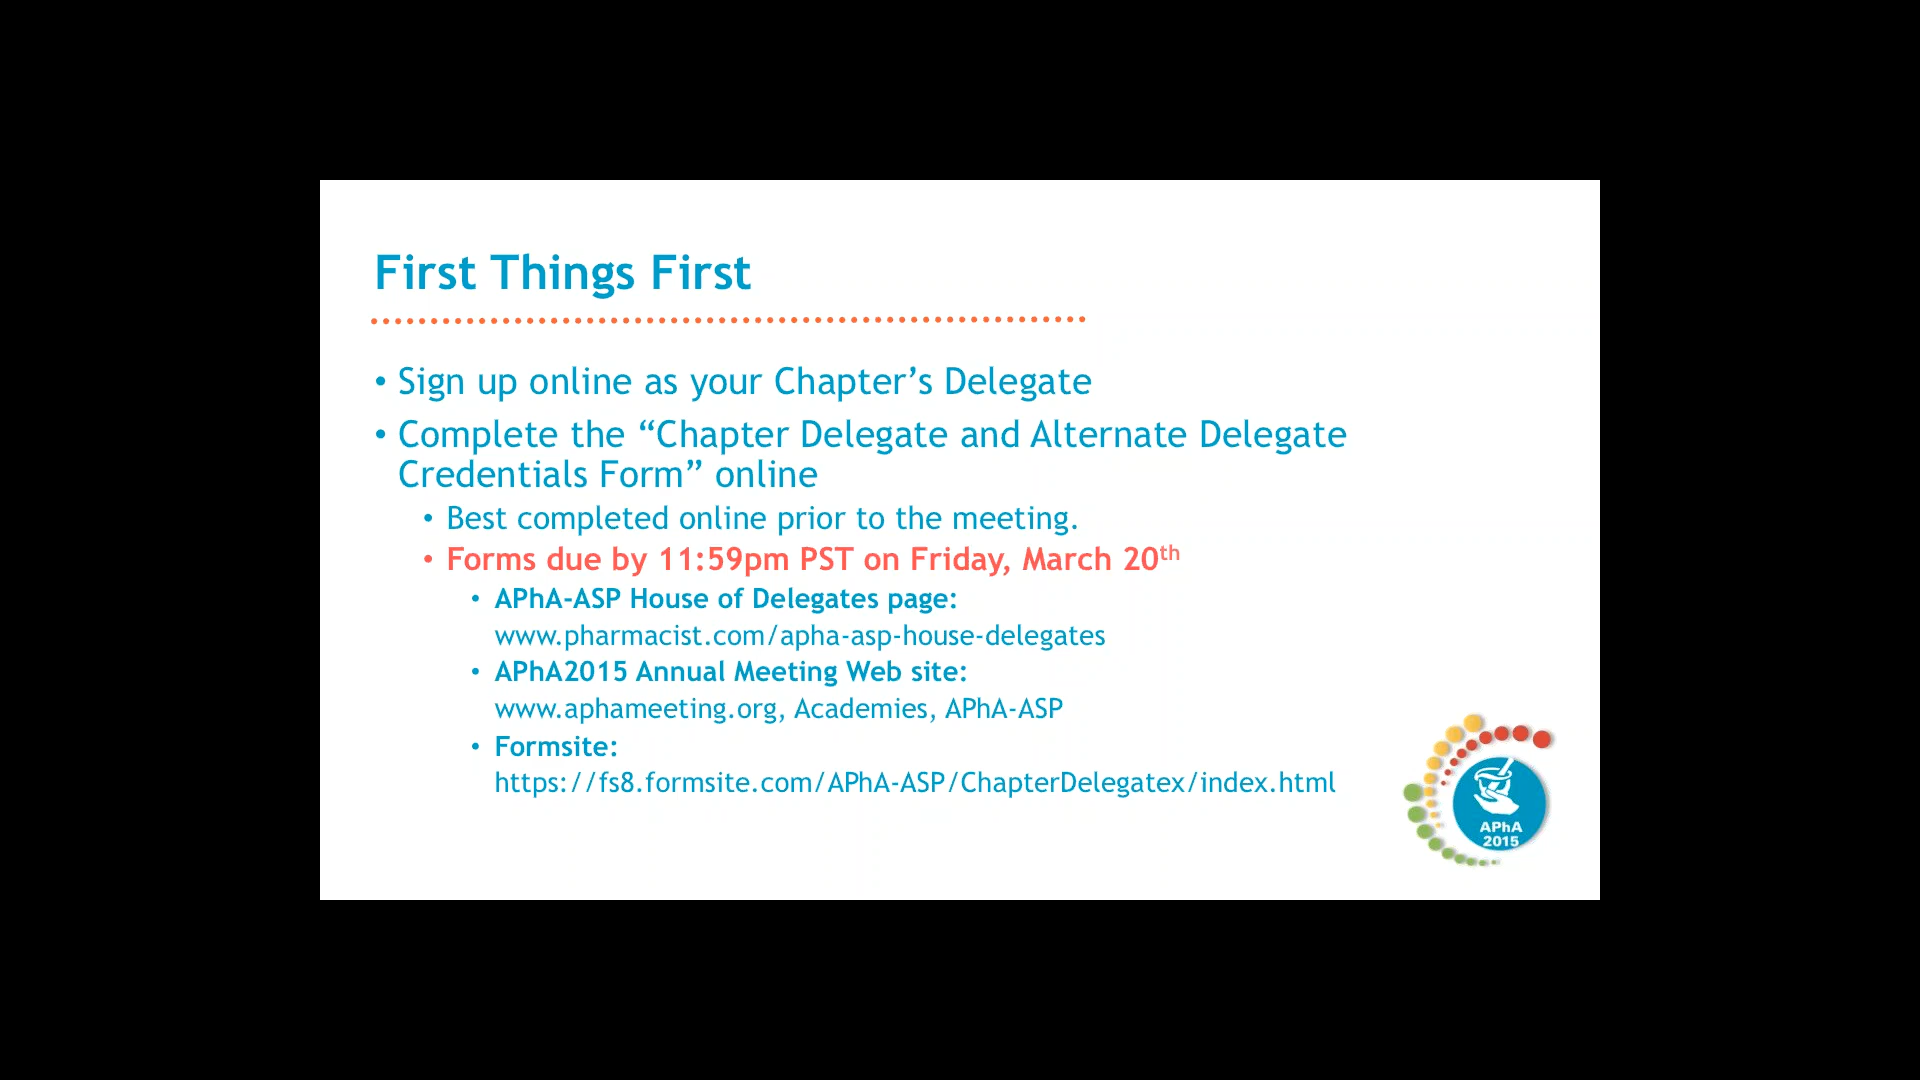 First Things First
• Sign up online as your Chapter’s Delegate
• Complete the “Chapter Delegate and Alternate Delegate
Credentials Form” online
• Best completed online prior to the meeting.
• Forms due by 11:59pm PST on Friday, March 20th
• APhA-ASP House of Delegates page:
www.pharmacist.com/apha-asp-house-delegates
• APhA2015 Annual Meeting Web site:
www.aphameeting.org, Academies, APhA-ASP
• Formsite:
https://fs8.formsite.com/APhA-ASP/ChapterDelegatex/index.html
APhA
2015